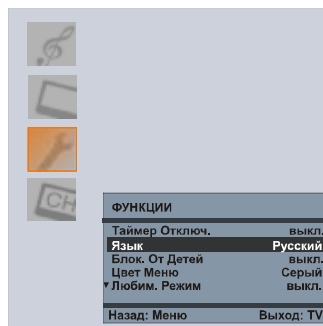 CH
ФУНКЦИИ
Таймер Отключ. выкл.
Язык Русский
Блок. От Детей выкл.
Цвет Меню Серый
Любим. Режим выкл.
Назад: Меню Выход: TV